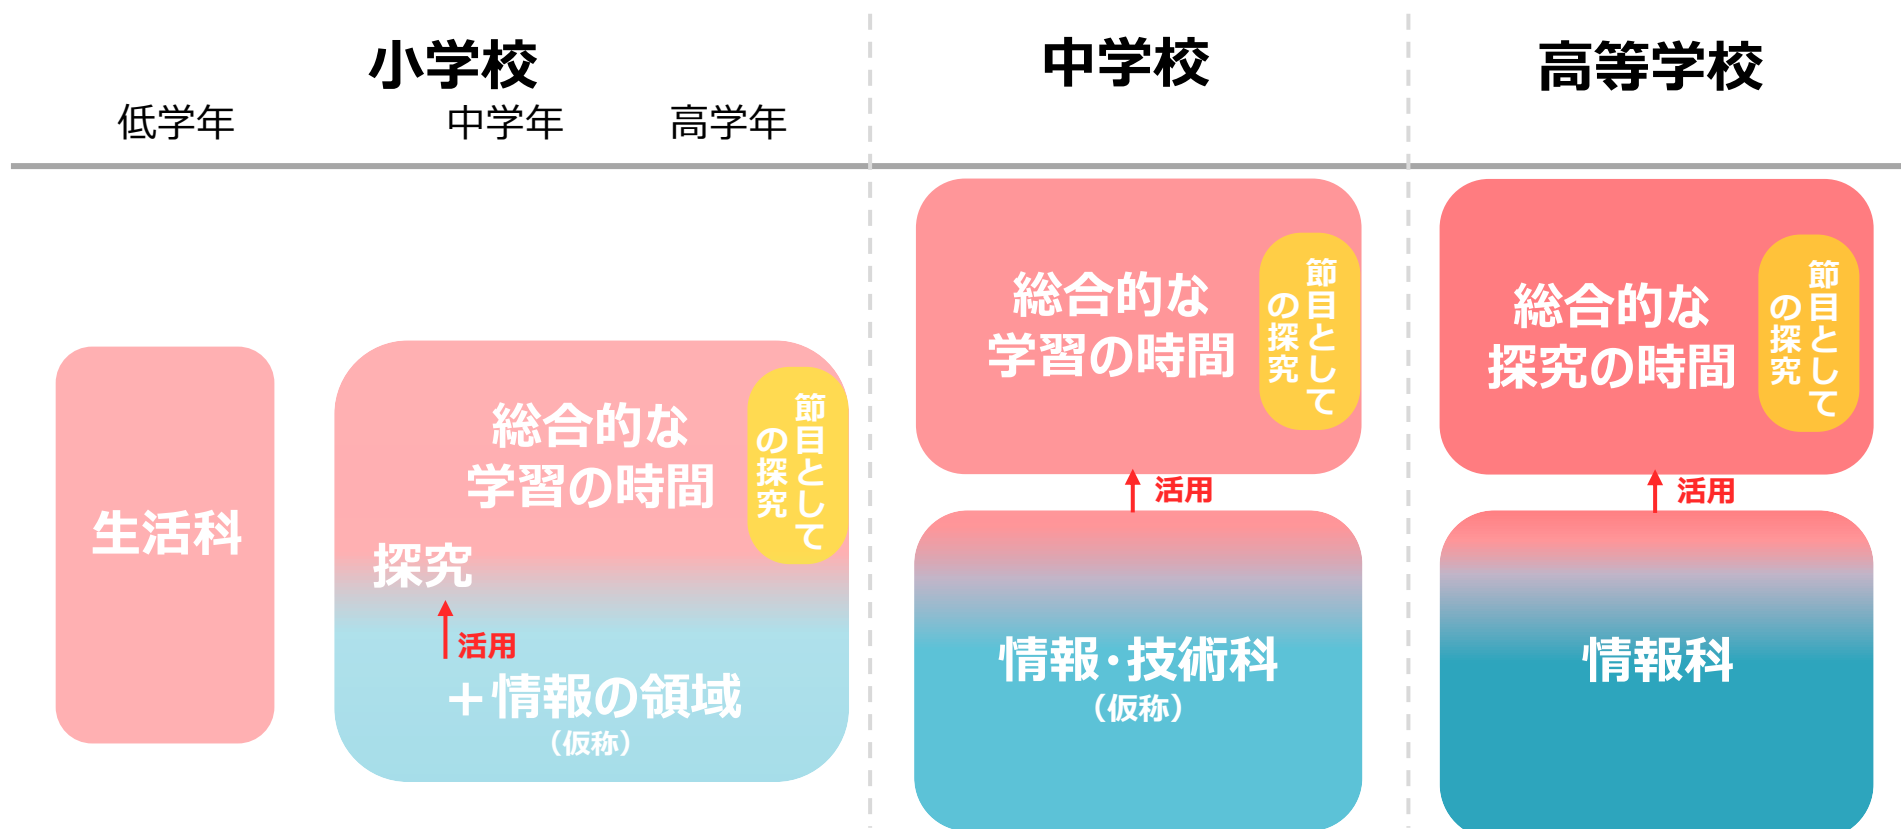 小学校
低学年
中学年
高学年
中学校
高等学校
生活科
総合的な
学習の時間
節目として
の探究
探究
活用
＋情報の領域
（仮称）
総合的な
学習の時間
節目として
の探究
活用
情報・技術科
（仮称）
総合的な
探究の時間
節目として
の探究
活用
情報科